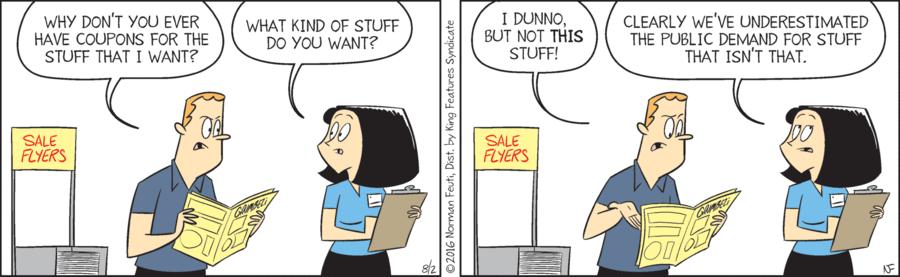 WHY DON'T YOU EVER
HAVE COUPONS FOR THE
STUFF THAT I WANT?
WHAT KIND OF STUFF
DO YOU WANT?
SALE
FLYERS
8/2
©2016 Norman Feuti, Dist. by King Features Syndicate
I DUNNO,
BUT NOT THIS
STUFF!
CLEARLY WE'VE UNDERESTIMATED
THE PUBLIC DEMAND FOR STUFF
THAT ISN'T THAT.
SALE
FLYERS
NF